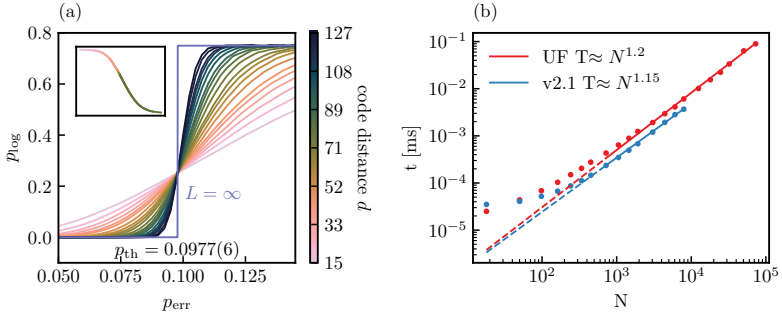 (a)
0.8
0.6
0.4
0.2
0.0
p_log
0.050
0.075
0.100
0.125
p_err
L = ∞
p_th = 0.0977(6)
127
108
89
71
52
33
15
code distance d
(b)
UF T≈ N^1.2
v2.1 T≈ N^1.15
10^−1
10^−2
10^−3
10^−4
10^−5
t [ms]
10^2
10^3
10^4
10^5
N